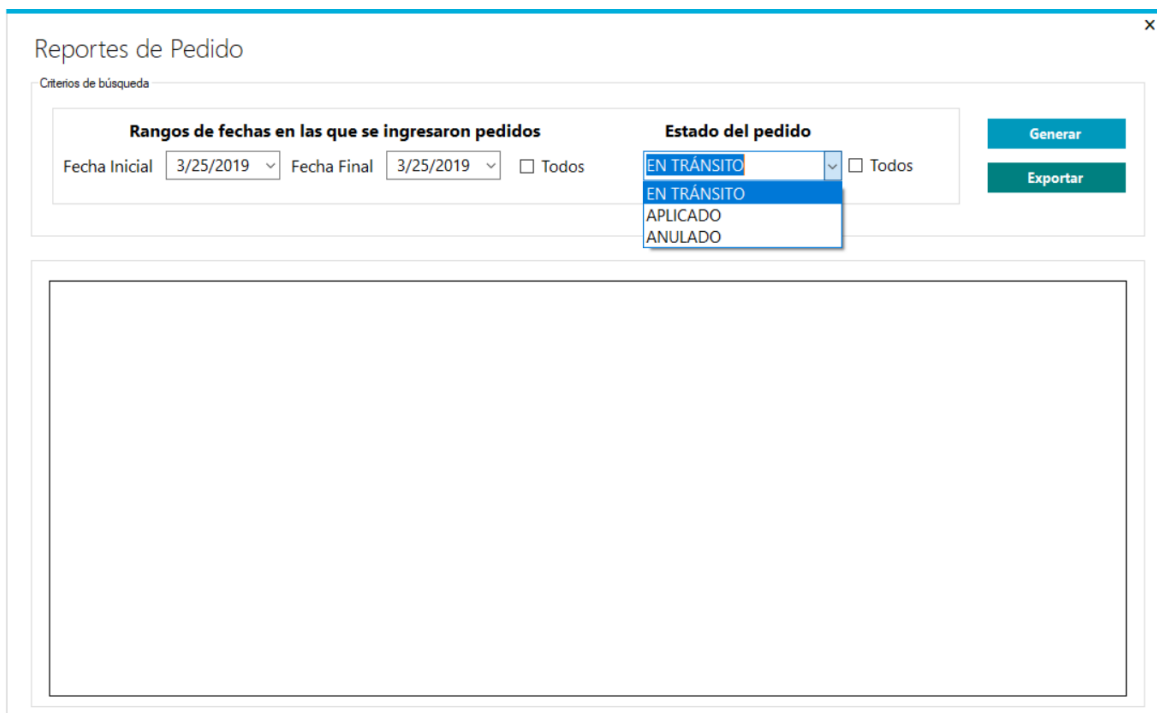 ×
Reportes de Pedido
Criterios de búsqueda
Rangos de fechas en las que se ingresaron pedidos
Estado del pedido
Generar
Fecha Inicial 3/25/2019 Fecha Final 3/25/2019 Todos
EN TRÁNSITO Todos
Exportar
EN TRÁNSITO
APLICADO
ANULADO